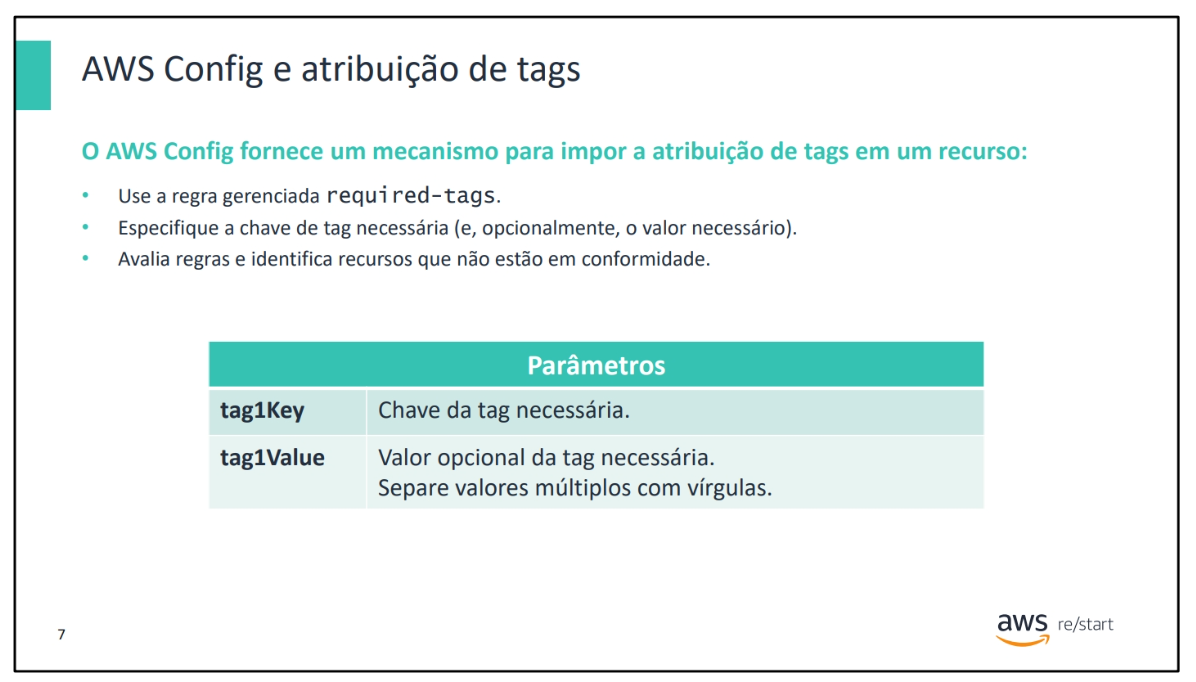 AWS Config e atribuição de tags
O AWS Config fornece um mecanismo para impor a atribuição de tags em um recurso:
• Use a regra gerenciada required-tags.
• Especifique a chave de tag necessária (e, opcionalmente, o valor necessário).
• Avalia regras e identifica recursos que não estão em conformidade.
Parâmetros
tag1Key Chave da tag necessária.
tag1Value Valor opcional da tag necessária.
Separe valores múltiplos com vírgulas.
7
aws re/start